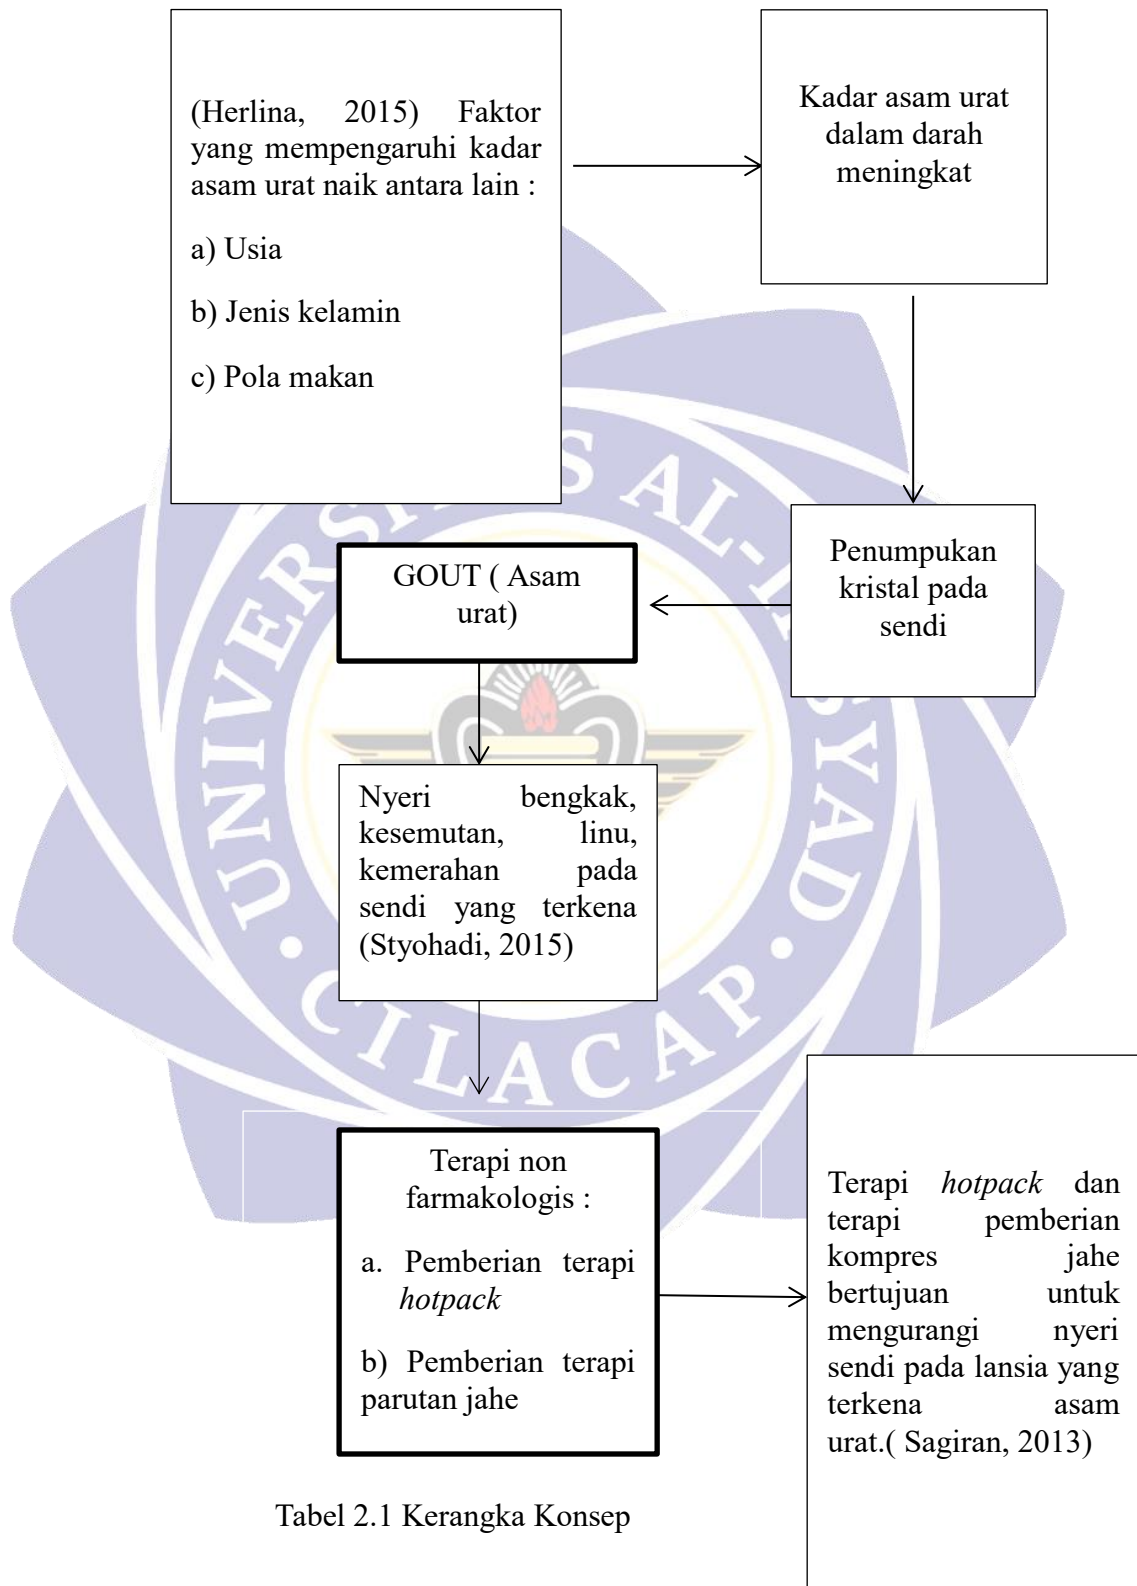 (Herlina, 2015) Faktor
yang mempengaruhi kadar
asam urat naik antara lain :
a) Usia
b) Jenis kelamin
c) Pola makan
Kadar asam urat
dalam darah
meningkat
Penumpukan
kristal pada
sendi
GOUT ( Asam
urat)
Nyeri bengkak,
kesemutan, linu,
kemerahan pada
sendi yang terkena
(Styohadi, 2015)
Terapi non
farmakologis :
a. Pemberian terapi
hotpack
b) Pemberian terapi
parutan jahe
Terapi hotpack dan
terapi pemberian
kompres jahe
bertujuan untuk
mengurangi nyeri
sendi pada lansia yang
terkena asam
urat.( Sagiran, 2013)
Tabel 2.1 Kerangka Konsep
CILACAP